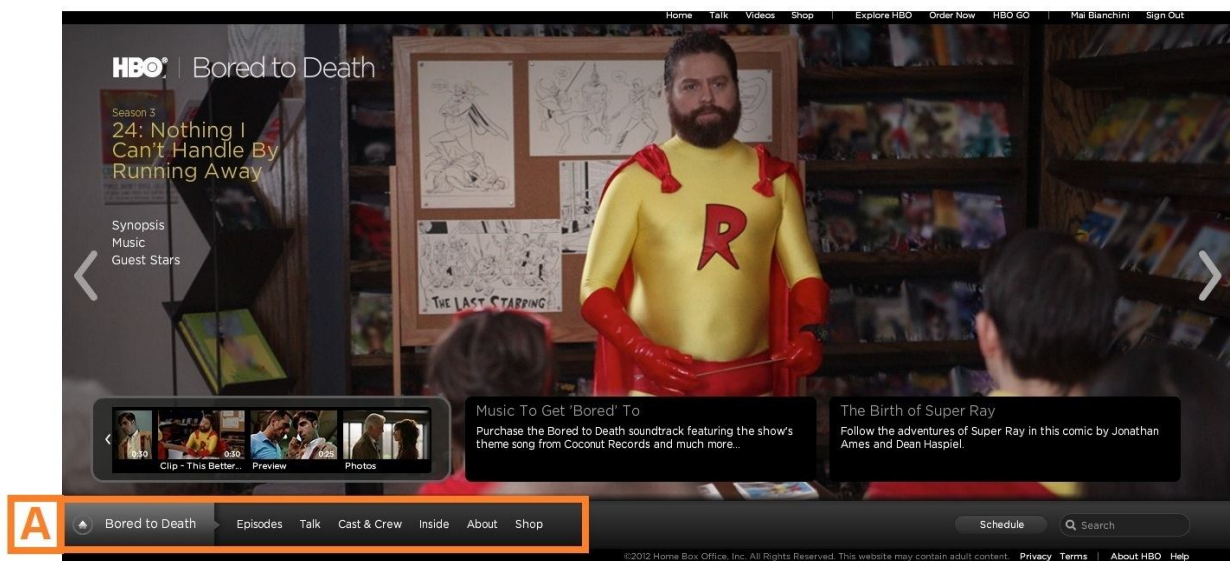 Home Talk Videos Shop | Explore HBO Order Now HBO GO | Mai Bianchini Sign Out
HBO® | Bored to Death
Season 3
24: Nothing I
Can't Handle By
Running Away
Synopsis
Music
Guest Stars
R
THE LAST STARRING
0:30
0:30
0:25
Clip - This Better... Preview Photos
Music To Get 'Bored' To
Purchase the Bored to Death soundtrack featuring the show's
theme song from Coconut Records and much more...
The Birth of Super Ray
Follow the adventures of Super Ray in this comic by Jonathan
Ames and Dean Haspiel.
A
Bored to Death Episodes Talk Cast & Crew Inside About Shop
Schedule Search
©2012 Home Box Office, Inc. All Rights Reserved. This website may contain adult content. Privacy Terms | About HBO Help